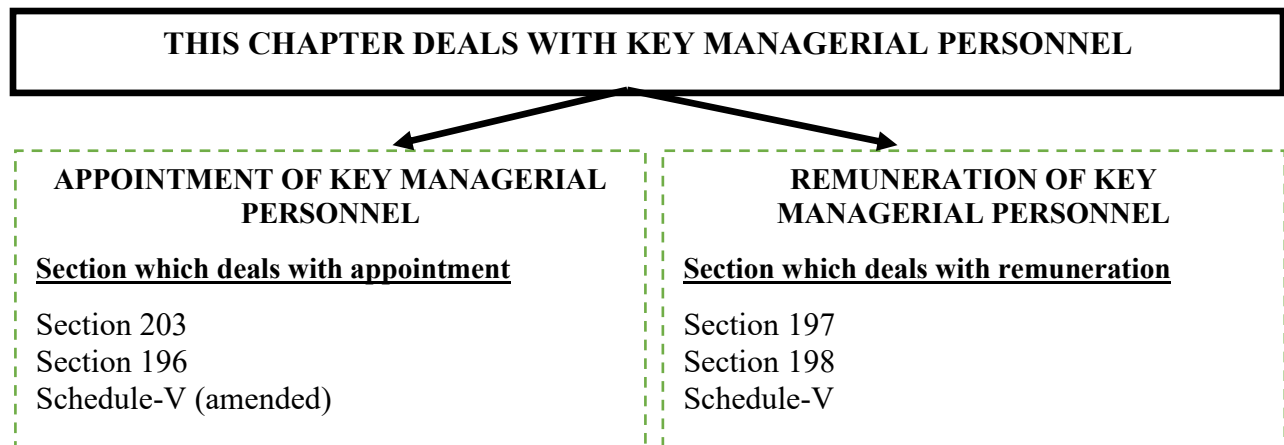 THIS CHAPTER DEALS WITH KEY MANAGERIAL PERSONNEL
APPOINTMENT OF KEY MANAGERIAL
PERSONNEL
Section which deals with appointment
Section 203
Section 196
Schedule-V (amended)
REMUNERATION OF KEY
MANAGERIAL PERSONNEL
Section which deals with remuneration
Section 197
Section 198
Schedule-V